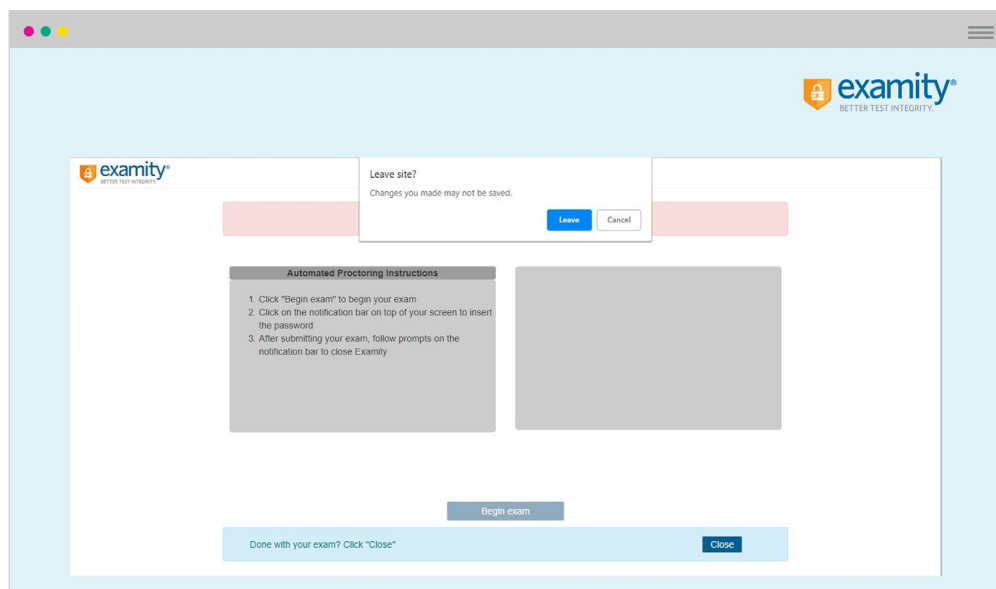 examity®
BETTER TEST INTEGRITY.
examity®
BETTER TEST INTEGRITY.
Leave site?
Changes you made may not be saved.
Leave
Cancel
Automated Proctoring Instructions
1. Click "Begin exam" to begin your exam
2. Click on the notification bar on top of your screen to insert
the password
3. After submitting your exam, follow prompts on the
notification bar to close Examity
Begin exam
Done with your exam? Click "Close"
Close